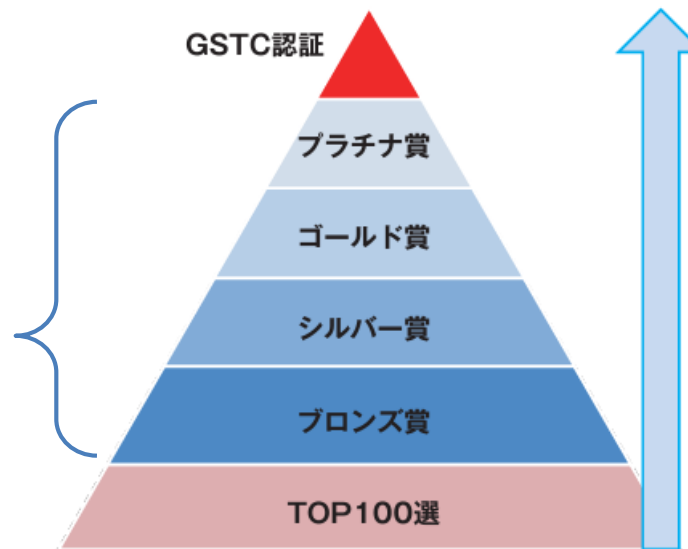 GSTC認証
プラチナ賞
ゴールド賞
シルバー賞
ブロンズ賞
TOP100選